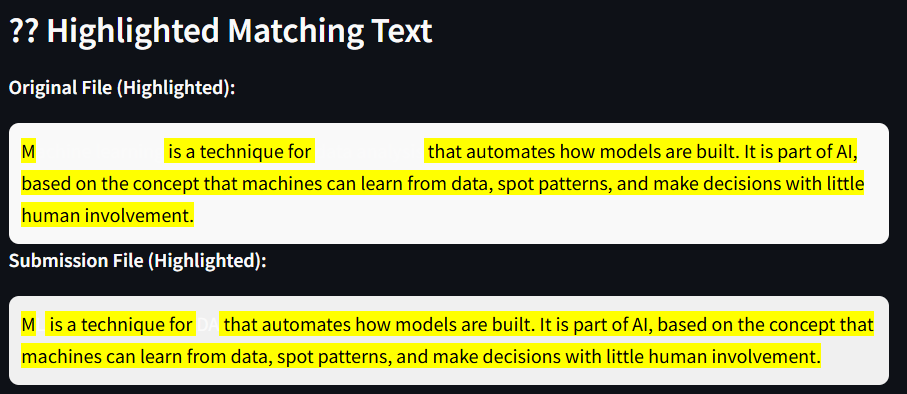 ?? Highlighted Matching Text
Original File (Highlighted):
M is a technique for that automates how models are built. It is part of AI,
based on the concept that machines can learn from data, spot patterns, and make decisions with little
human involvement.
Submission File (Highlighted):
M is a technique for DA that automates how models are built. It is part of AI, based on the concept that
machines can learn from data, spot patterns, and make decisions with little human involvement.